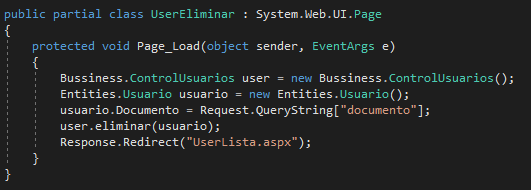 public partial class UserEliminar : System.Web.UI.Page
{
protected void Page_Load(object sender, EventArgs e)
{
Bussiness.ControlUsuarios user = new Bussiness.ControlUsuarios();
Entities.Usuario usuario = new Entities.Usuario();
usuario.Documento = Request.QueryString["documento"];
user.eliminar(usuario);
Response.Redirect("UserLista.aspx");
}
}